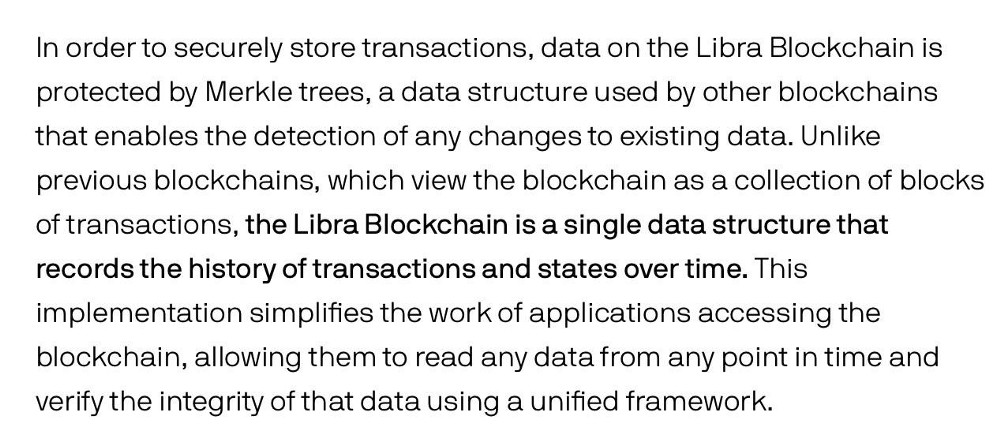 In order to securely store transactions, data on the Libra Blockchain is
protected by Merkle trees, a data structure used by other blockchains
that enables the detection of any changes to existing data. Unlike
previous blockchains, which view the blockchain as a collection of blocks
of transactions, the Libra Blockchain is a single data structure that
records the history of transactions and states over time. This
implementation simplifies the work of applications accessing the
blockchain, allowing them to read any data from any point in time and
verify the integrity of that data using a unified framework.